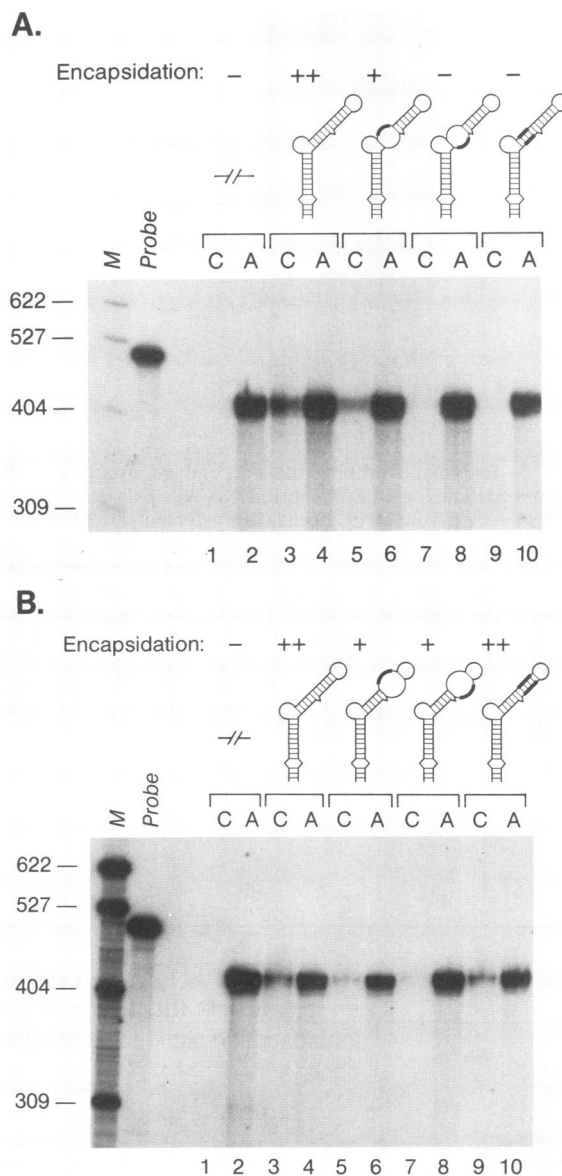 A.
Encapsidation: – ++ + – –
M Probe C A C A C A C A C A
622 –
527 –
404 –
309 –
1 2 3 4 5 6 7 8 9 10
B.
Encapsidation: – ++ + + ++
M Probe C A C A C A C A C A
622 –
527 –
404 –
309 –
1 2 3 4 5 6 7 8 9 10